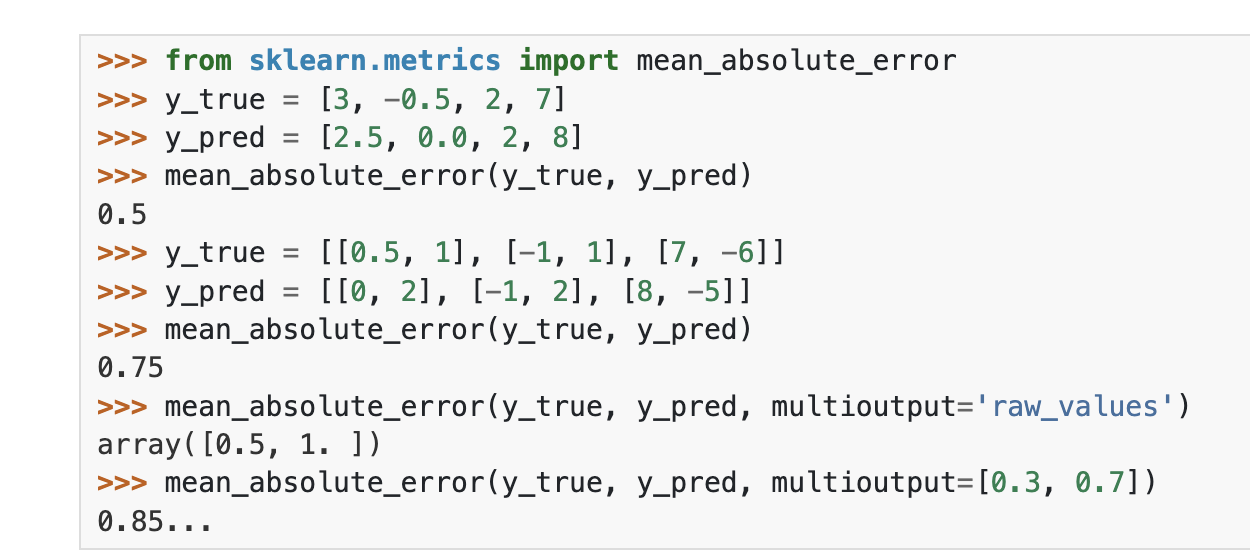 >>> from sklearn.metrics import mean_absolute_error
>>> y_true = [3, -0.5, 2, 7]
>>> y_pred = [2.5, 0.0, 2, 8]
>>> mean_absolute_error(y_true, y_pred)
0.5
>>> y_true = [[0.5, 1], [-1, 1], [7, -6]]
>>> y_pred = [[0, 2], [-1, 2], [8, -5]]
>>> mean_absolute_error(y_true, y_pred)
0.75
>>> mean_absolute_error(y_true, y_pred, multioutput='raw_values')
array([0.5, 1. ])
>>> mean_absolute_error(y_true, y_pred, multioutput=[0.3, 0.7])
0.85...